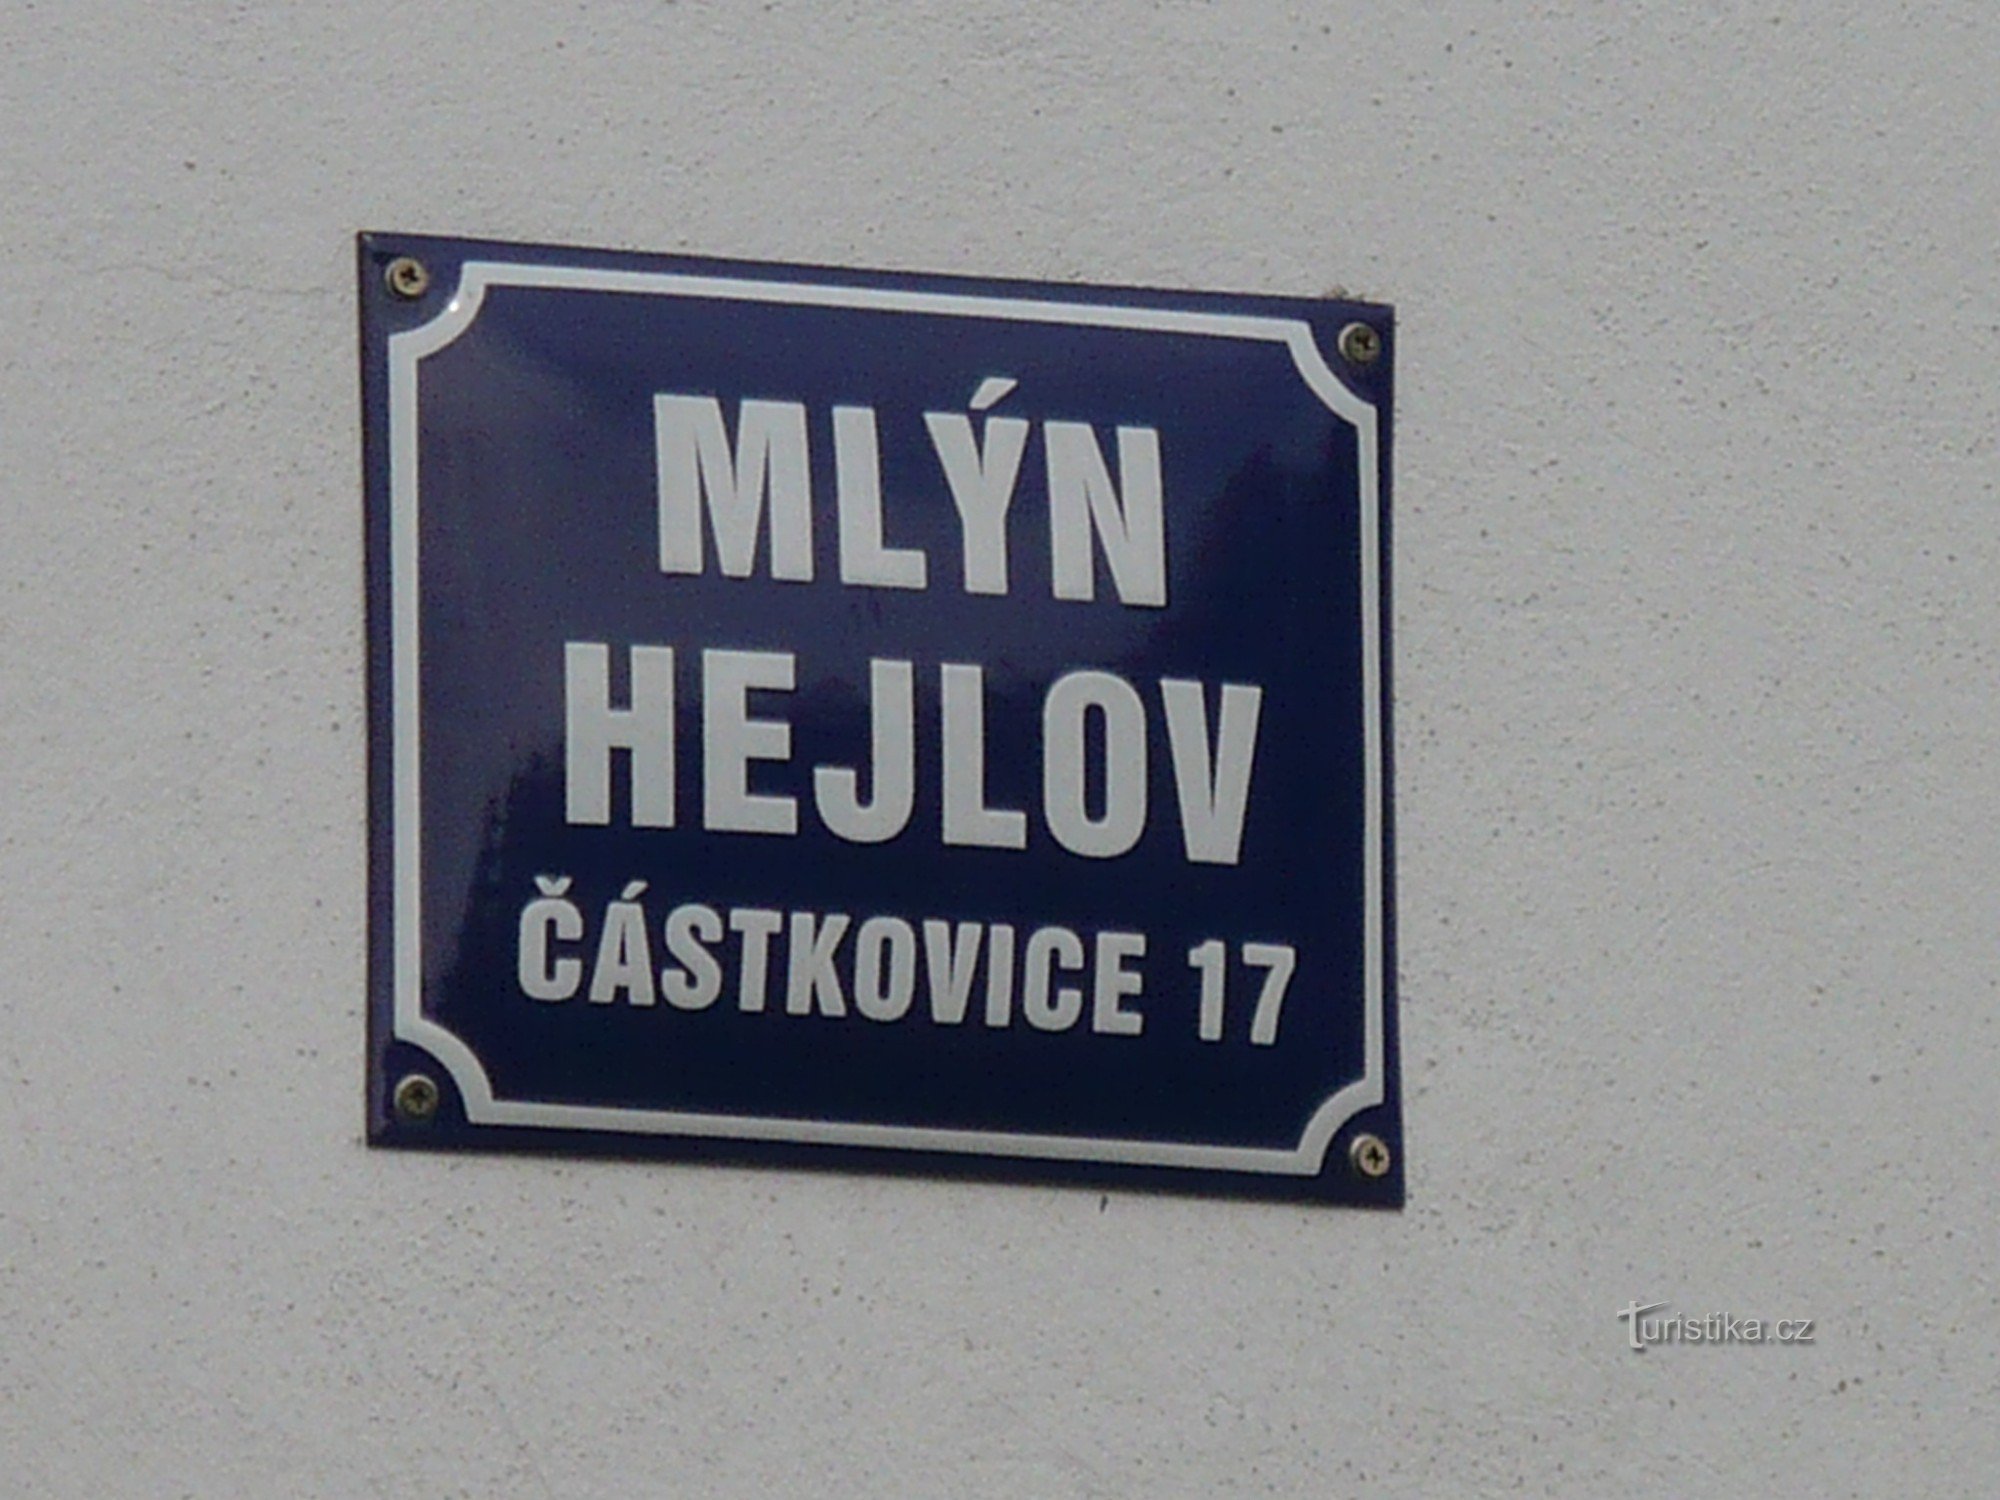 MLÝN
HEJLOV
ČÁSTKOVICE 17
Turistika.cz